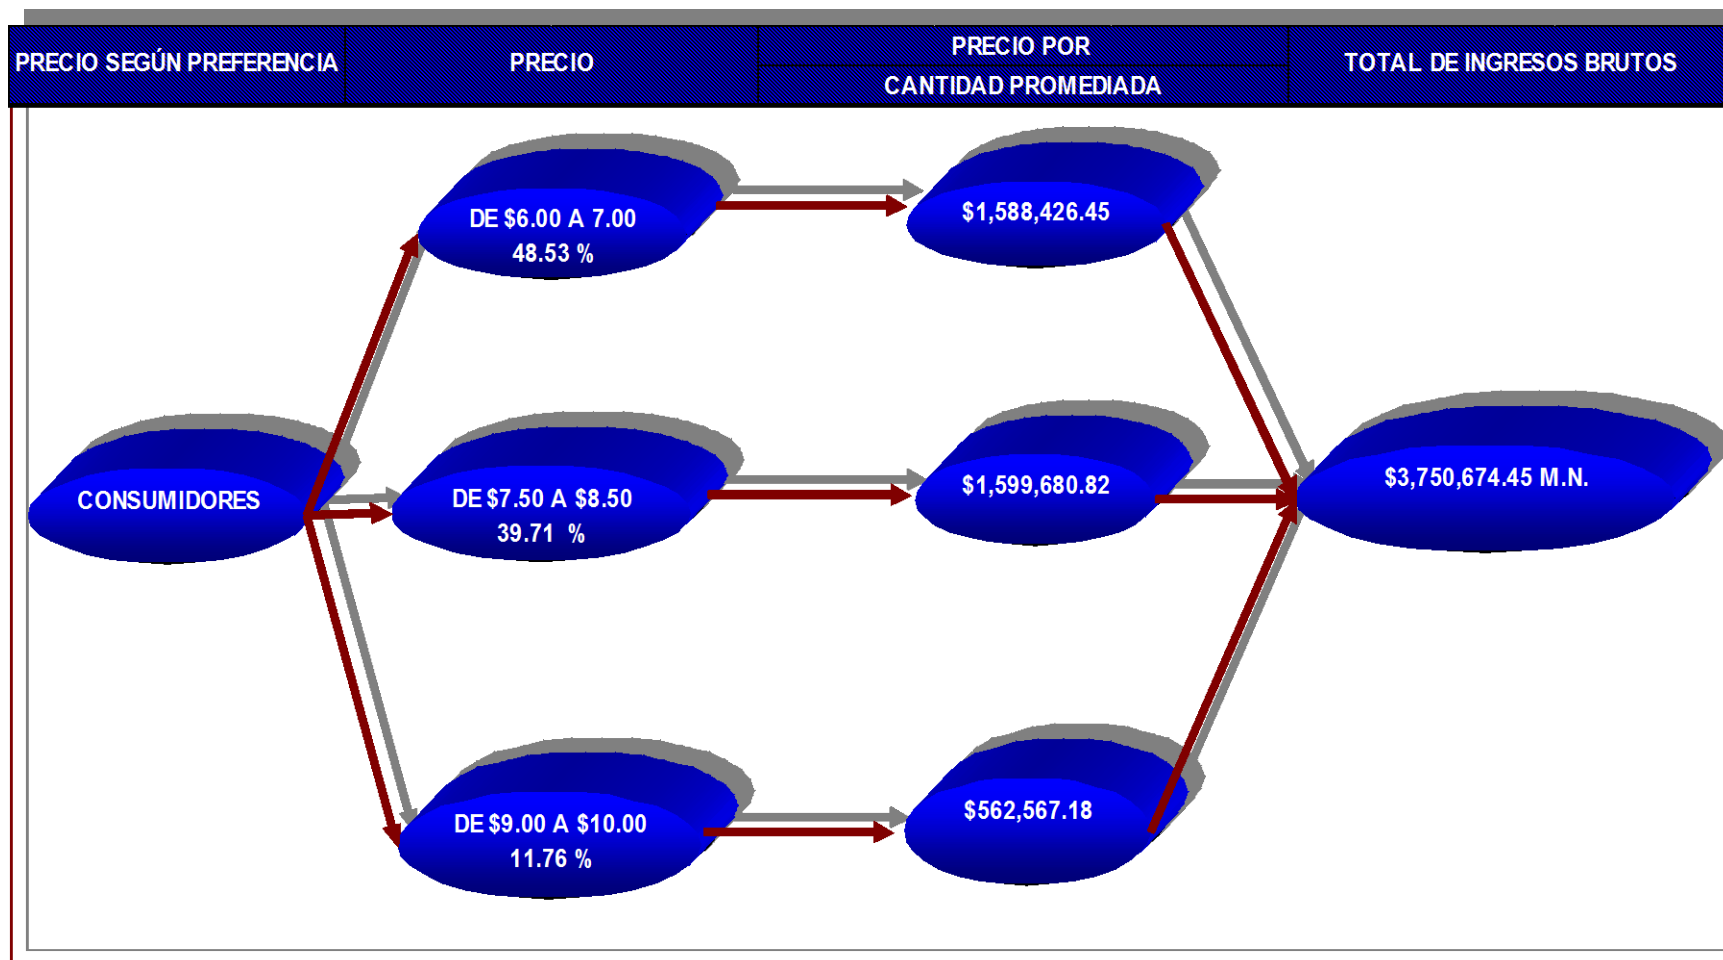 PRECIO SEGÚN PREFERENCIA
PRECIO
PRECIO POR
CANTIDAD PROMEDIADA
TOTAL DE INGRESOS BRUTOS
DE $6.00 A 7.00
48.53 %
$1,588,426.45
CONSUMIDORES
DE $7.50 A $8.50
39.71 %
$1,599,680.82
$3,750,674.45 M.N.
DE $9.00 A $10.00
11.76 %
$562,567.18